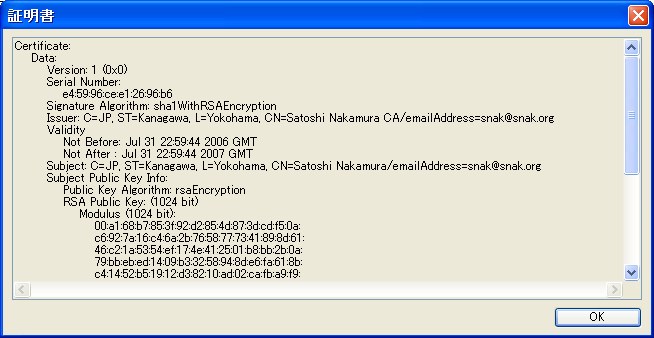 証明書
Certificate:
Data:
Version: 1 (0x0)
Serial Number:
e4:59:96:ce:e1:26:96:b6
Signature Algorithm: sha1WithRSAEncryption
Issuer: C=JP, ST=Kanagawa, L=Yokohama, CN=Satoshi Nakamura CA/emailAddress=snak@snak.org
Validity
Not Before: Jul 31 22:59:44 2006 GMT
Not After : Jul 31 22:59:44 2007 GMT
Subject: C=JP, ST=Kanagawa, L=Yokohama, CN=Satoshi Nakamura/emailAddress=snak@snak.org
Subject Public Key Info:
Public Key Algorithm: rsaEncryption
RSA Public Key: (1024 bit)
Modulus (1024 bit):
00:a1:68:b7:85:3f:92:d2:85:4d:87:3d:cd:f5:0a:
c6:92:7a:16:c4:6a:2b:76:58:77:73:41:89:8d:61:
46:c2:1a:53:54:ef:17:4e:41:25:01:b8:bb:2b:0a:
79:bb:eb:ed:14:09:b3:32:58:94:8d:e6:fa:61:8b:
c4:14:52:b5:19:12:d3:82:10:ad:02:ca:fb:a9:f9:
OK